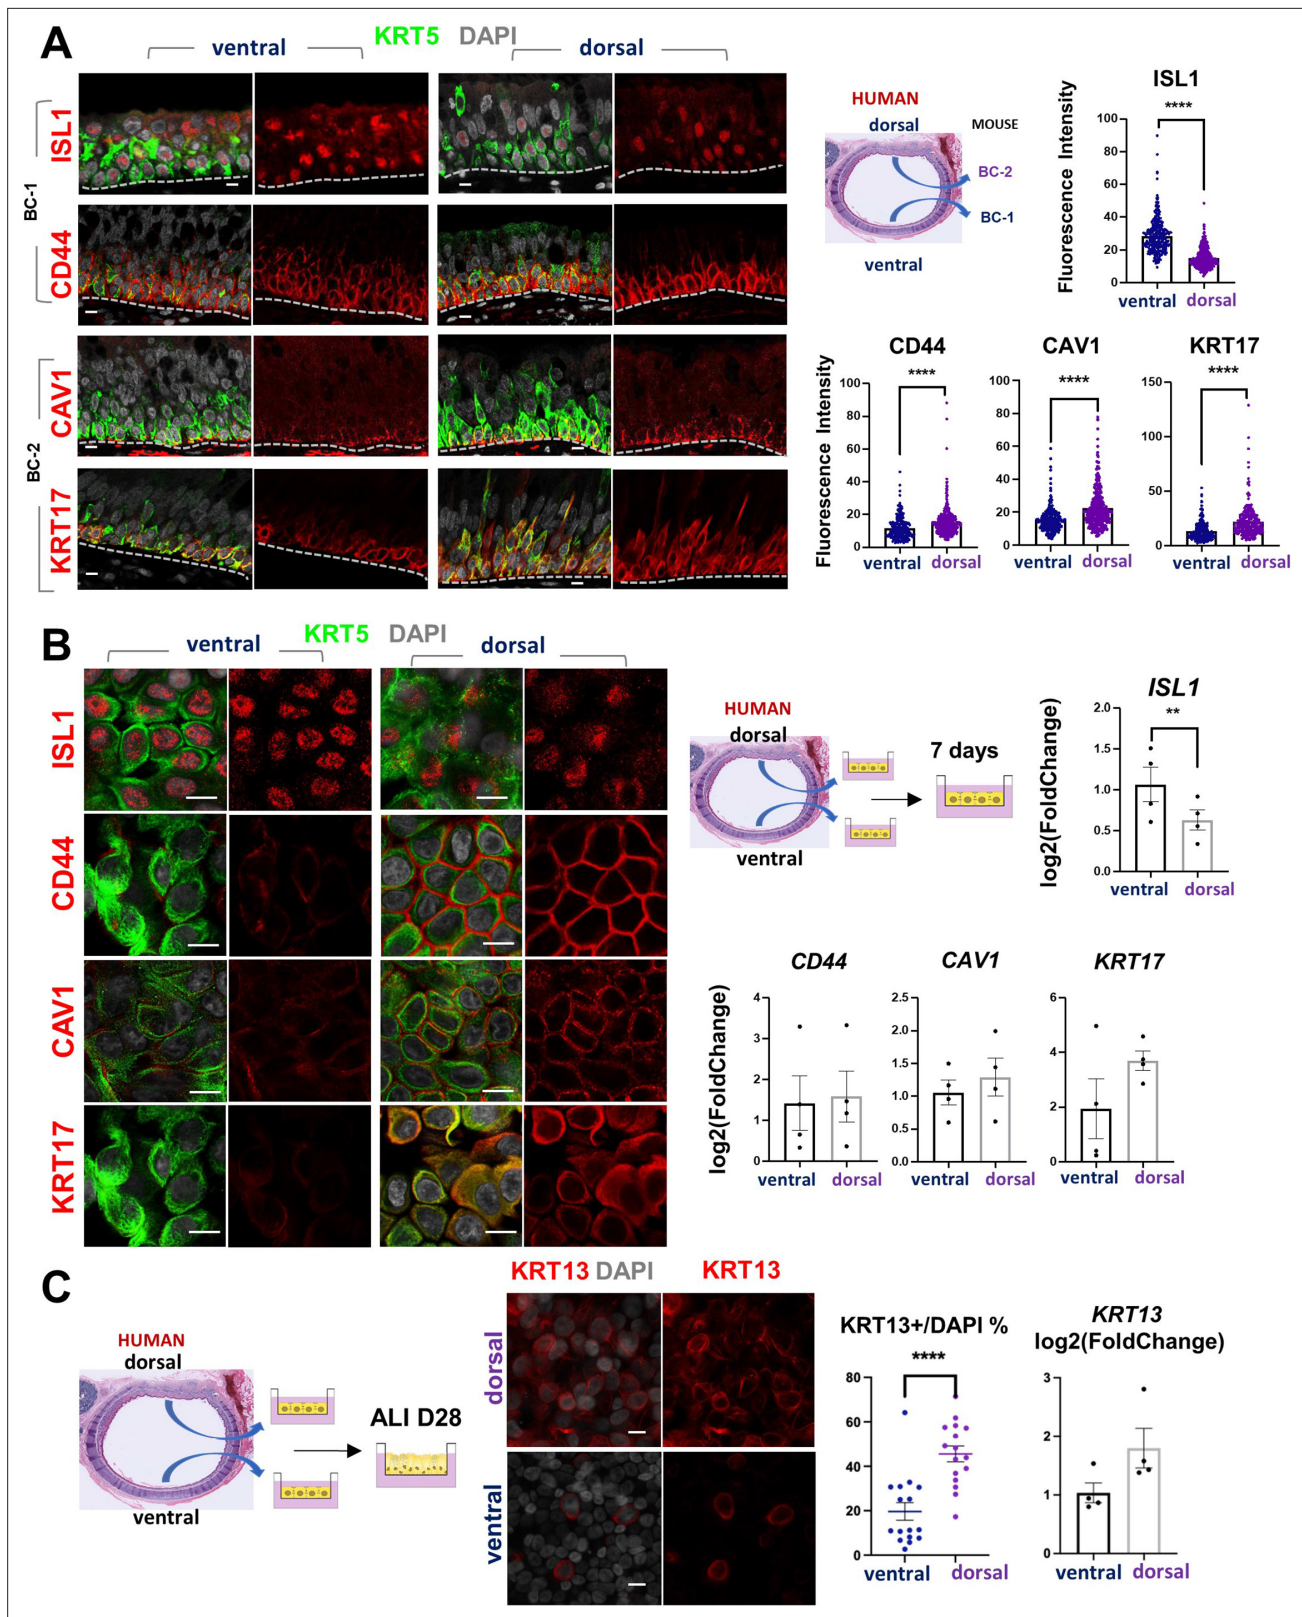 A
KRT5 DAPI
ventral
dorsal
BC-1
ISL1
CD44
BC-2
CAV1
KRT17
HUMAN
dorsal
MOUSE
BC-2
BC-1
ventral
ISL1
****
Fluorescence Intensity
100
80
60
40
20
0
ventral
dorsal
CD44
****
Fluorescence Intensity
100
80
60
40
20
0
ventral
dorsal
CAV1
****
100
80
60
40
20
0
ventral
dorsal
KRT17
****
150
100
50
0
ventral
dorsal
B
KRT5 DAPI
ventral
dorsal
ISL1
CD44
CAV1
KRT17
HUMAN
dorsal
ventral
7 days
ISL1
**
log2(FoldChange)
2.0
1.5
1.0
0.5
0.0
ventral
dorsal
CD44
log2(FoldChange)
4
3
2
1
0
ventral
dorsal
CAV1
2.5
2.0
1.5
1.0
0.5
0.0
ventral
dorsal
KRT17
6
4
2
0
ventral
dorsal
C
HUMAN
dorsal
ventral
ALI D28
KRT13 DAPI
KRT13
dorsal
ventral
KRT13+/DAPI %
****
80
60
40
20
0
ventral
dorsal
KRT13
log2(FoldChange)
3
2
1
0
ventral
dorsal